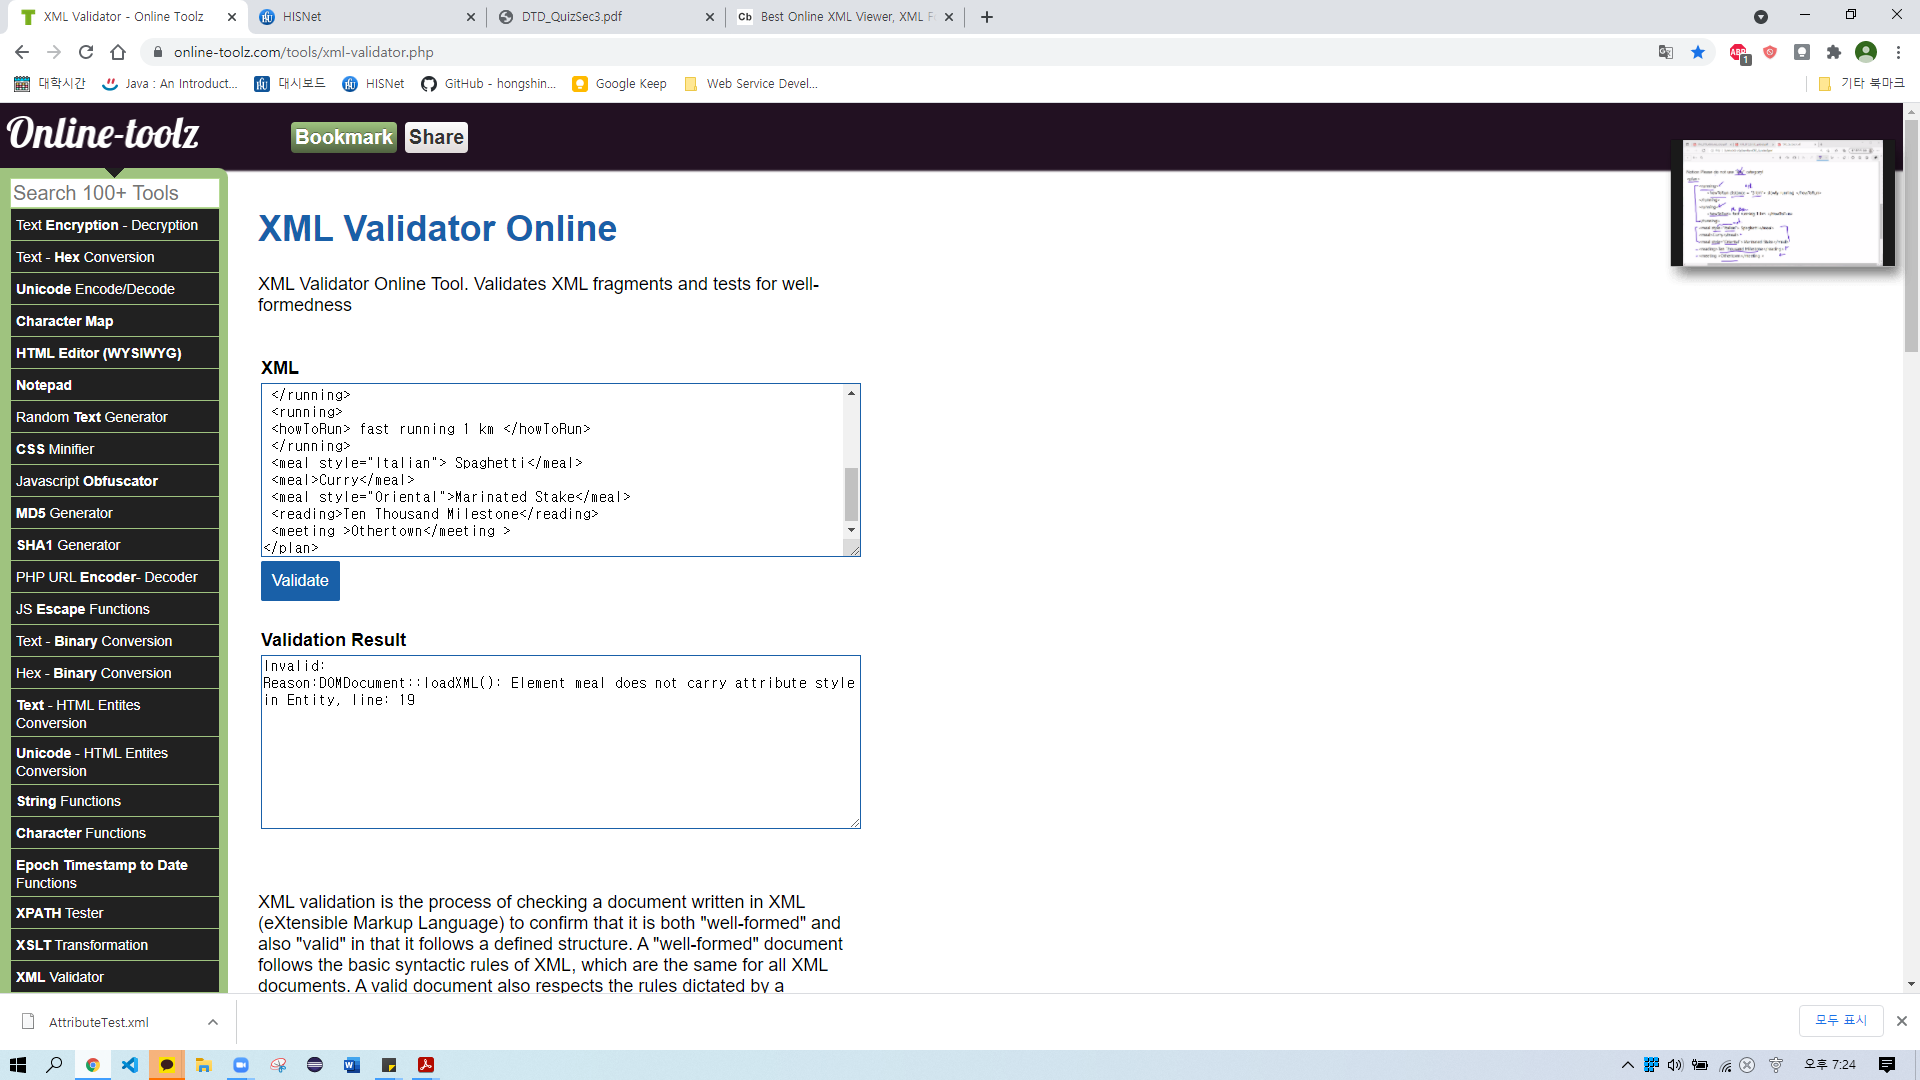 XML Validator - Online Toolz
HISNet
DTD_QuizSec3.pdf
Cb
Best Online XML Viewer, XML F
online-toolz.com/tools/xml-validator.php
ABP
1
대학시간
Java : An Introduct...
대시보드
HISNet
GitHub - hongshin...
Google Keep
Web Service Devel...
기타 북마크
Online-toolz
Bookmark
Share
Search 100+ Tools
Text Encryption - Decryption
Text - Hex Conversion
Unicode Encode/Decode
Character Map
HTML Editor (WYSIWYG)
Notepad
Random Text Generator
CSS Minifier
Javascript Obfuscator
MD5 Generator
SHA1 Generator
PHP URL Encoder- Decoder
JS Escape Functions
Text - Binary Conversion
Hex - Binary Conversion
Text - HTML Entites
Conversion
Unicode - HTML Entites
Conversion
String Functions
Character Functions
Epoch Timestamp to Date
Functions
XPATH Tester
XSLT Transformation
XML Validator
XML Validator Online
XML Validator Online Tool. Validates XML fragments and tests for well-
formedness
XML
</running>
<running>
<howToRun> fast running 1 km </howToRun>
</running>
<meal style="Italian"> Spaghetti</meal>
<meal>Curry</meal>
<meal style="Oriental">Marinated Stake</meal>
<reading>Ten Thousand Milestone</reading>
<meeting >Othertown</meeting >
</plan>
Validate
Validation Result
Invalid:
Reason:DOMDocument::loadXML(): Element meal does not carry attribute style
in Entity, line: 19
XML validation is the process of checking a document written in XML
(eXtensible Markup Language) to confirm that it is both "well-formed" and
also "valid" in that it follows a defined structure. A "well-formed" document
follows the basic syntactic rules of XML, which are the same for all XML
documents. A valid document also respects the rules dictated by a
AttributeTest.xml
모두 표시
오후 7:24